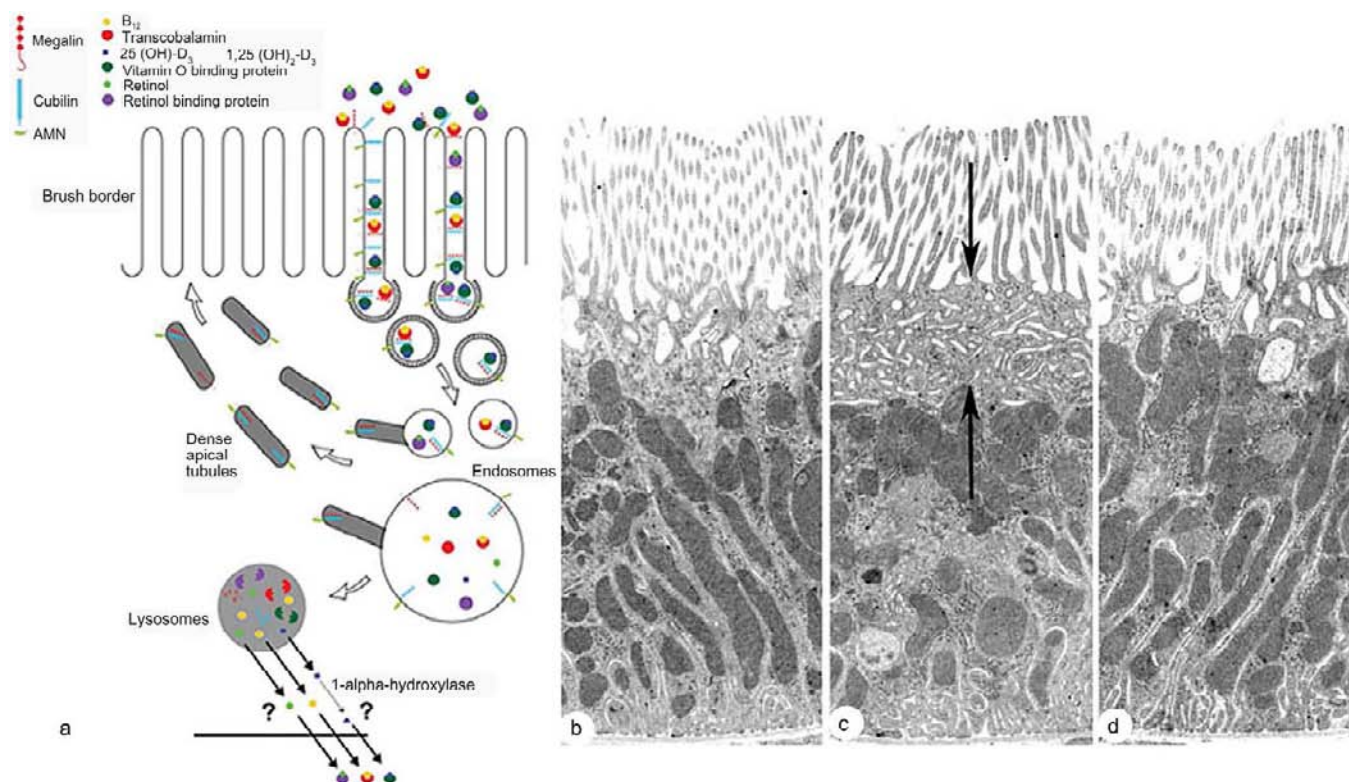 Megalin
Cubilin
AMN
B12
Transcobalamin
25 (OH)-D3 1,25 (OH)2-D3
Vitamin O binding protein
Retinol
Retinol binding protein
Brush border
Dense
apical
tubules
Endosomes
Lysosomes
1-alpha-hydroxylase
? ?
a b c d